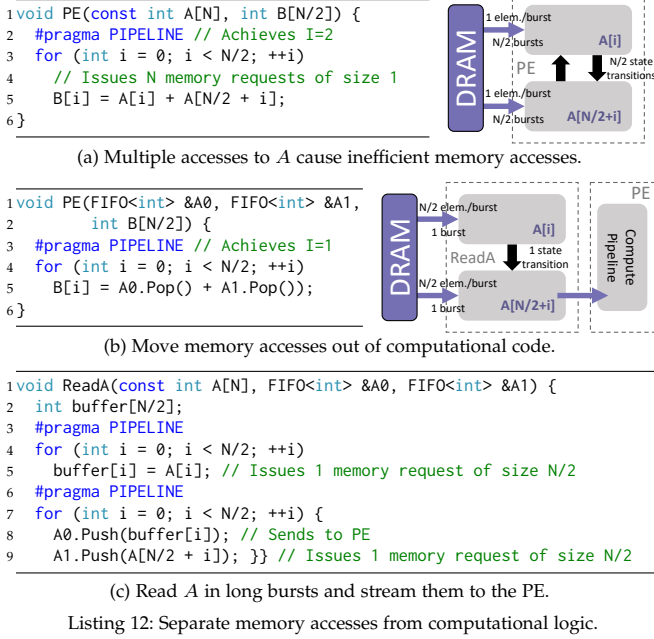 1 void PE(const int A[N], int B[N/2]) {
2 #pragma PIPELINE // Achieves I=2
3 for (int i = 0; i < N/2; ++i)
4 // Issues N memory requests of size 1
5 B[i] = A[i] + A[N/2 + i];
6 }
DRAM
1 elem./burst
N/2 bursts
1 elem./burst
N/2 bursts
PE
A[i]
N/2 state
transitions
A[N/2+i]
(a) Multiple accesses to A cause inefficient memory accesses.
1 void PE(FIFO<int> &A0, FIFO<int> &A1,
2 int B[N/2]) {
3 #pragma PIPELINE // Achieves I=1
4 for (int i = 0; i < N/2; ++i)
5 B[i] = A0.Pop() + A1.Pop());
6 }
DRAM
N/2 elem./burst
1 burst
N/2 elem./burst
1 burst
ReadA
A[i]
1 state
transition
A[N/2+i]
PE
Compute
Pipeline
(b) Move memory accesses out of computational code.
1 void ReadA(const int A[N], FIFO<int> &A0, FIFO<int> &A1) {
2 int buffer[N/2];
3 #pragma PIPELINE
4 for (int i = 0; i < N/2; ++i)
5 buffer[i] = A[i]; // Issues 1 memory request of size N/2
6 #pragma PIPELINE
7 for (int i = 0; i < N/2; ++i) {
8 A0.Push(buffer[i]); // Sends to PE
9 A1.Push(A[N/2 + i]); }} // Issues 1 memory request of size N/2
(c) Read A in long bursts and stream them to the PE.
Listing 12: Separate memory accesses from computational logic.